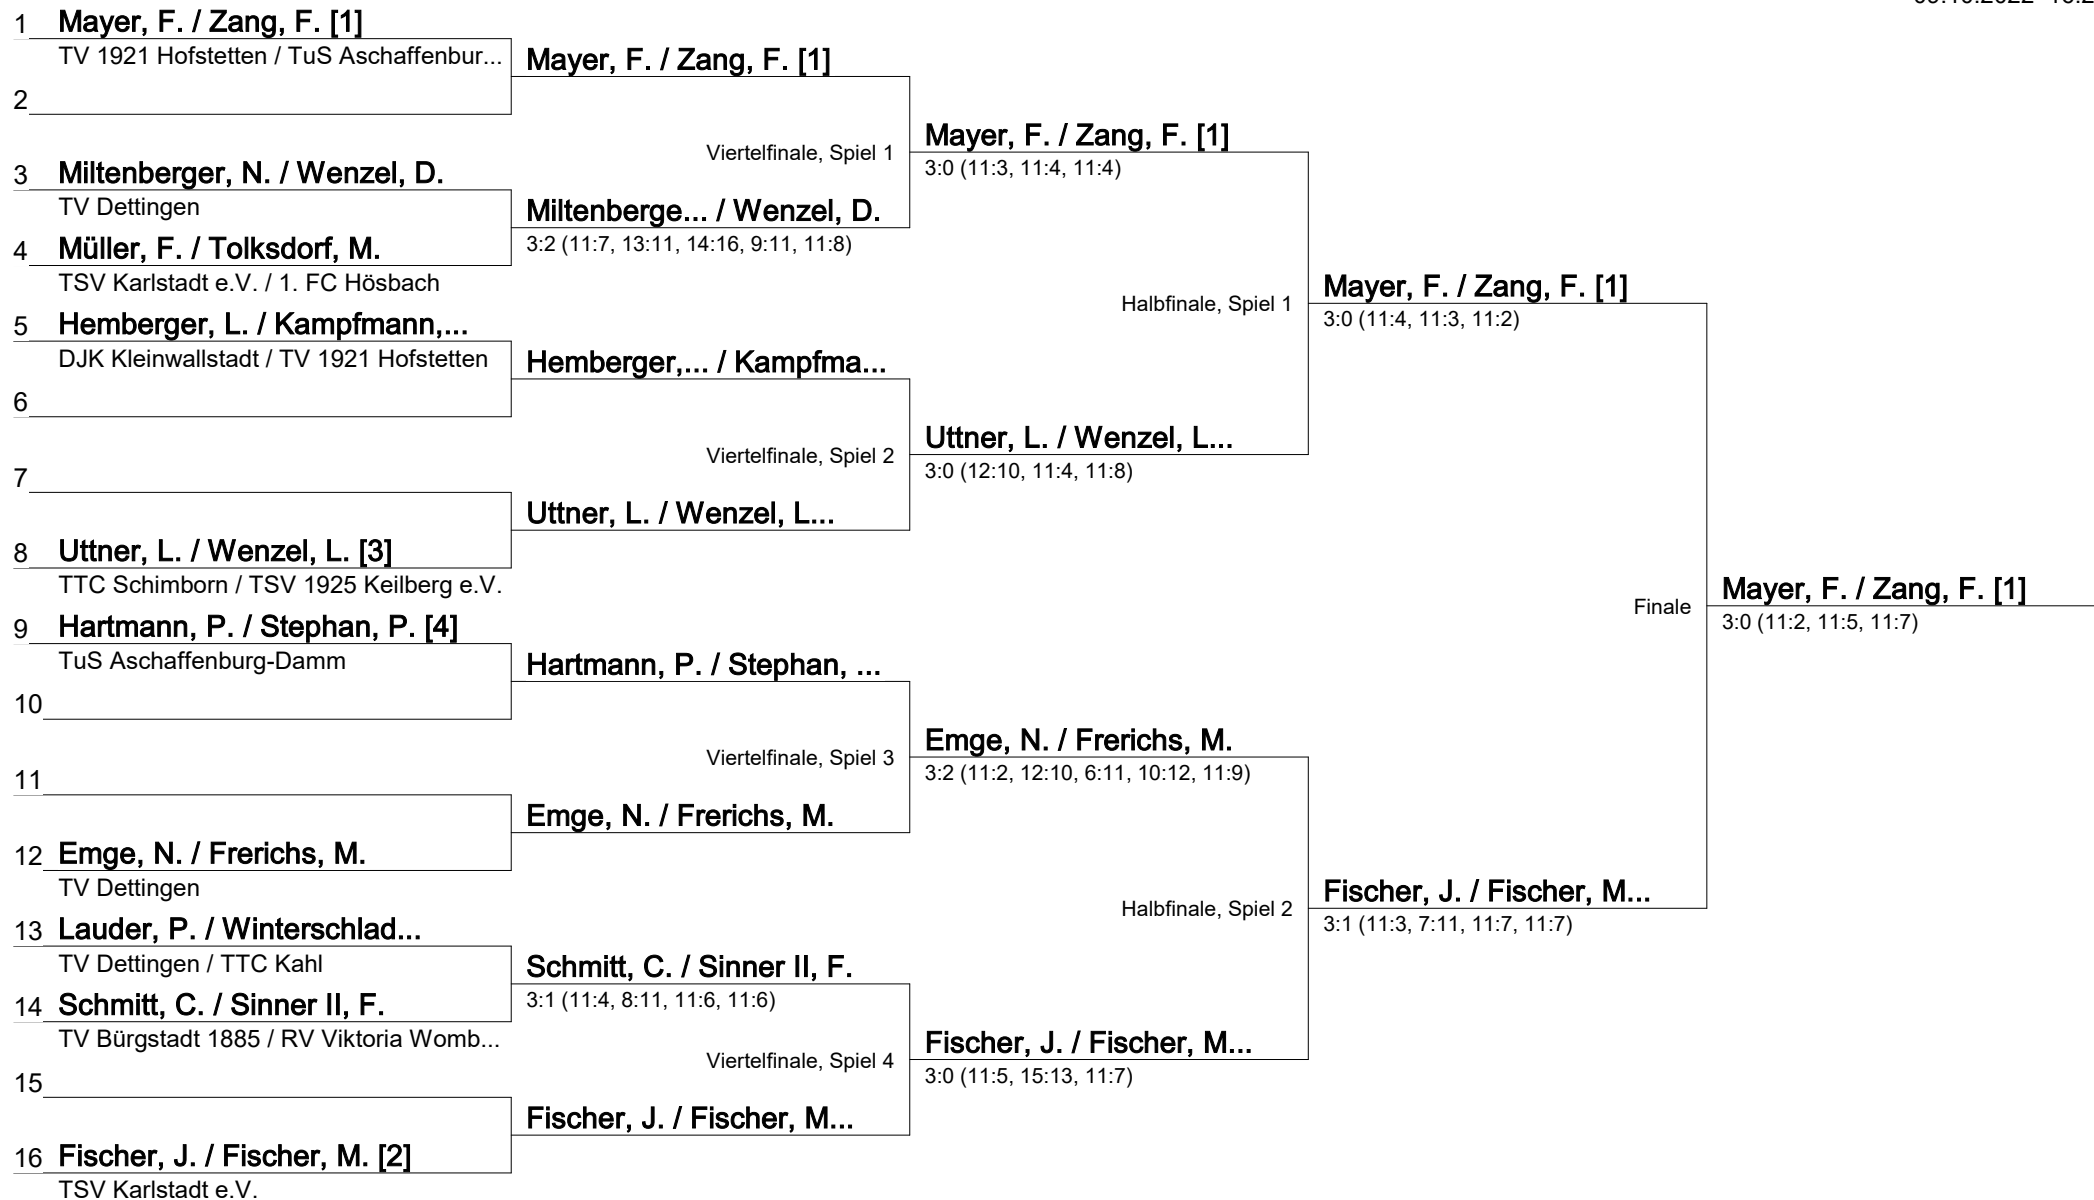 1 Mayer, F. / Zang, F. [1]
TV 1921 Hofstetten / TuS Aschaffenbur...
2
3 Miltenberger, N. / Wenzel, D.
TV Dettingen
4 Müller, F. / Tolksdorf, M.
TSV Karlstadt e.V. / 1. FC Hösbach
5 Hemberger, L. / Kampfmann,...
DJK Kleinwallstadt / TV 1921 Hofstetten
6
7
8 Uttner, L. / Wenzel, L. [3]
TTC Schimborn / TSV 1925 Keilberg e.V.
9 Hartmann, P. / Stephan, P. [4]
TuS Aschaffenburg-Damm
10
11
12 Emge, N. / Frerichs, M.
TV Dettingen
13 Lauder, P. / Winterschlad...
TV Dettingen / TTC Kahl
14 Schmitt, C. / Sinner II, F.
TV Bürgstadt 1885 / RV Viktoria Womb...
15
16 Fischer, J. / Fischer, M. [2]
TSV Karlstadt e.V.
Mayer, F. / Zang, F. [1]
Viertelfinale, Spiel 1
Miltenberge... / Wenzel, D.
3:2 (11:7, 13:11, 14:16, 9:11, 11:8)
Hemberger,... / Kampfma...
Viertelfinale, Spiel 2
Uttner, L. / Wenzel, L...
Hartmann, P. / Stephan, ...
Viertelfinale, Spiel 3
Emge, N. / Frerichs, M.
Schmitt, C. / Sinner II, F.
3:1 (11:4, 8:11, 11:6, 11:6)
Viertelfinale, Spiel 4
Fischer, J. / Fischer, M...
Mayer, F. / Zang, F. [1]
3:0 (11:3, 11:4, 11:4)
Halbfinale, Spiel 1
Uttner, L. / Wenzel, L...
3:0 (12:10, 11:4, 11:8)
Emge, N. / Frerichs, M.
3:2 (11:2, 12:10, 6:11, 10:12, 11:9)
Halbfinale, Spiel 2
Fischer, J. / Fischer, M...
3:0 (11:5, 15:13, 11:7)
Mayer, F. / Zang, F. [1]
3:0 (11:4, 11:3, 11:2)
Finale
Fischer, J. / Fischer, M...
3:1 (11:3, 7:11, 11:7, 11:7)
Mayer, F. / Zang, F. [1]
3:0 (11:2, 11:5, 11:7)